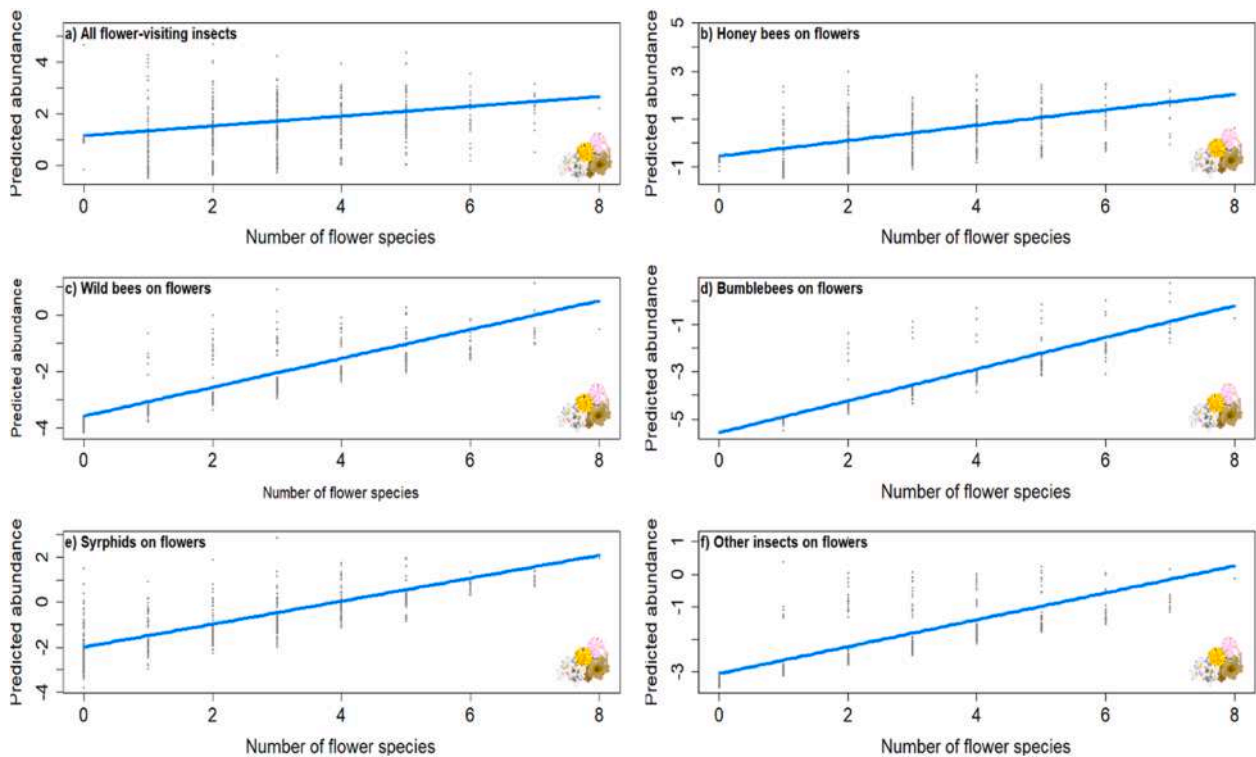 a) All flower-visiting insects
Predicted abundance
4
2
0
0 2 4 6 8
Number of flower species
b) Honey bees on flowers
Predicted abundance
5
3
1
-1
0 2 4 6 8
Number of flower species
c) Wild bees on flowers
Predicted abundance
0
-2
-4
0 2 4 6 8
Number of flower species
d) Bumblebees on flowers
Predicted abundance
-1
-3
-5
0 2 4 6 8
Number of flower species
e) Syrphids on flowers
Predicted abundance
2
0
-2
-4
0 2 4 6 8
Number of flower species
f) Other insects on flowers
Predicted abundance
1
0
-1
-3
0 2 4 6 8
Number of flower species